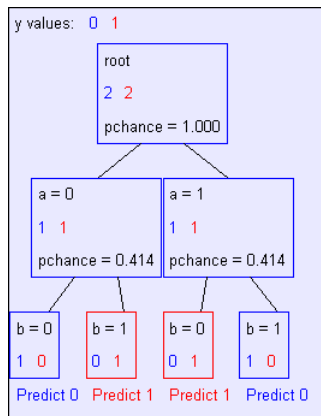 y values: 0 1
root
2 2
pchance = 1.000
a = 0
1 1
pchance = 0.414
a = 1
1 1
pchance = 0.414
b = 0
1 0
Predict 0
b = 1
0 1
Predict 1
b = 0
0 1
Predict 1
b = 1
1 0
Predict 0